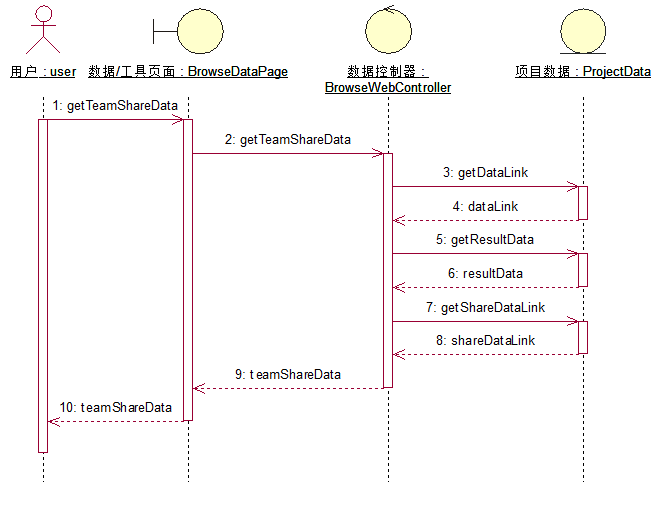 用户 : user
数据/工具页面 : BrowseDataPage
数据控制器 :
BrowseWebController
项目数据 : ProjectData
1: getTeamShareData
2: getTeamShareData
3: getDataLink
4: dataLink
5: getResultData
6: resultData
7: getShareDataLink
8: shareDataLink
9: teamShareData
10: teamShareData